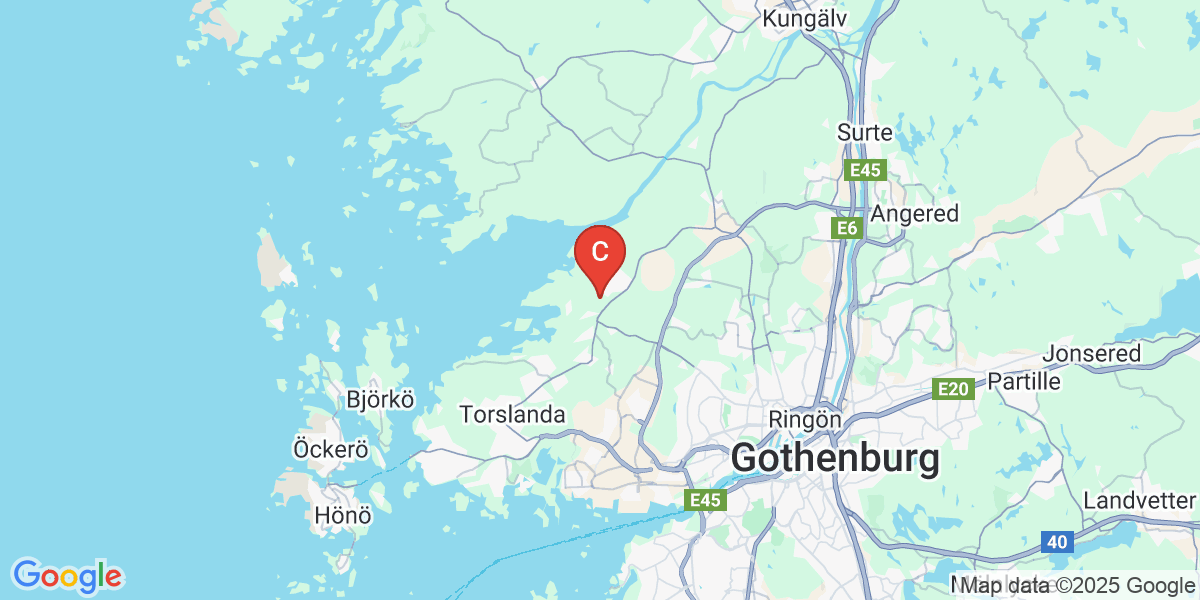 Kungälv
Surte
E45
Angered
E6
C
Jonsered
Partille
E20
Björkö
Torslanda
Ringön
Öckerö
Gothenburg
E45
Landvetter
Hönö
40
Google
Map data ©2025 Google